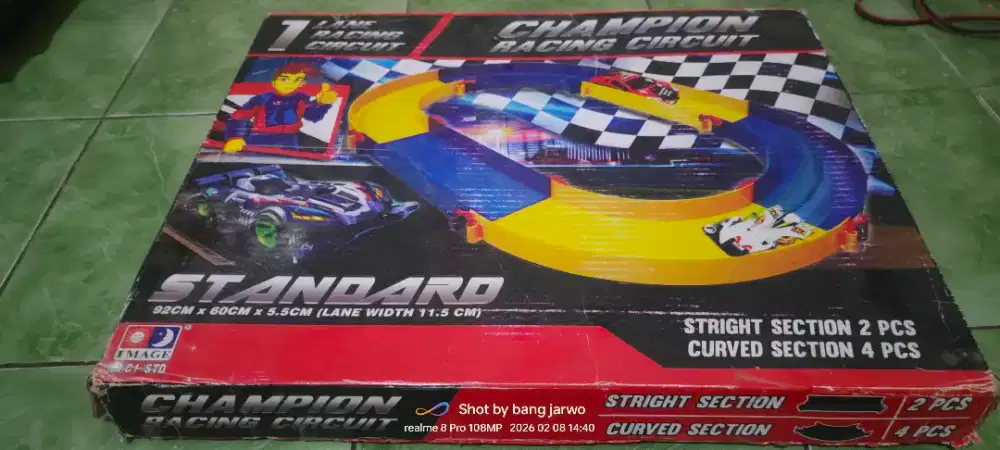 1 LANE
RACING
CIRCUIT
CHAMPION
RACING CIRCUIT
STANDARD
92CM x 60CM x 5.5CM (LANE WIDTH 11.5 CM)
STRIGHT SECTION 2 PCS
CURVED SECTION 4 PCS
IMAGE
C1-STD
CHAMPION
RACING CIRCUIT
STRIGHT SECTION 2 PCS
CURVED SECTION 4 PCS
Shot by bang jarwo
realme 8 Pro 108MP 2026 02 08 14:40